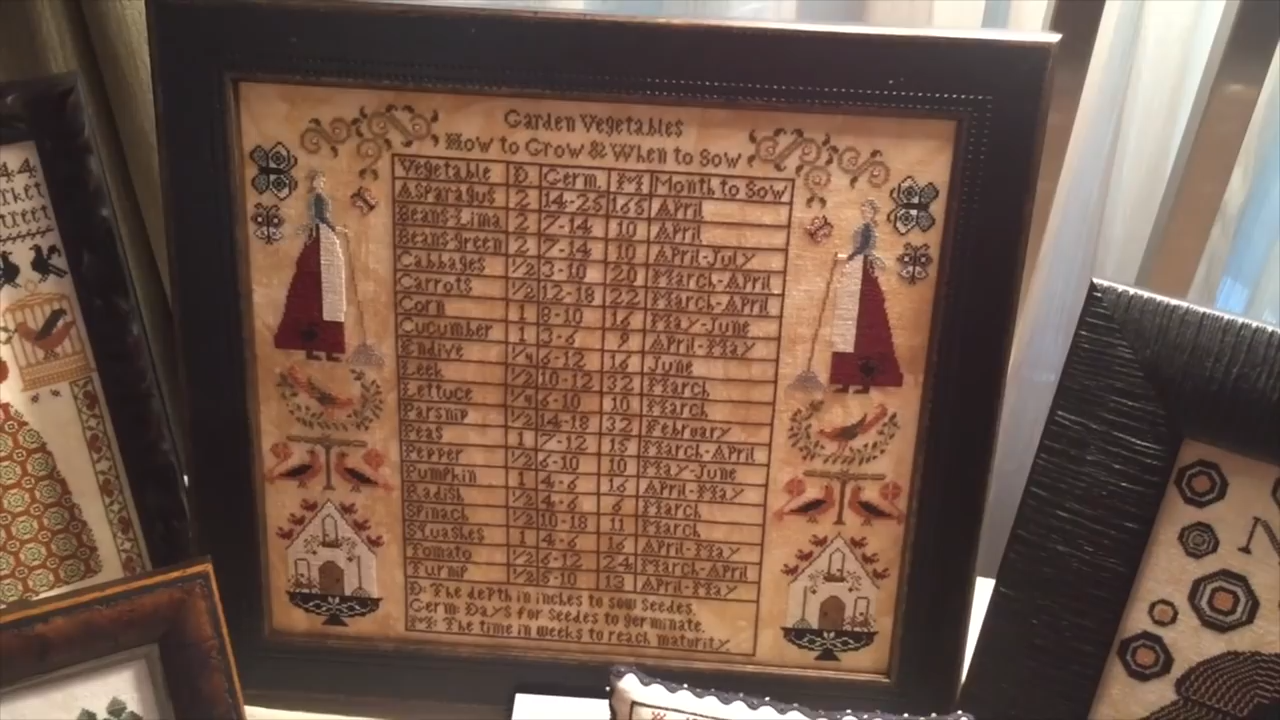 44
rket
treet
Garden Vegetables
How to Grow & When to Sow
Vegetable D. Germ. M Month to Sow
Asparagus 2 14-25 165 April
Beans-Lima 2 7-14 10 April
Beans-green 2 7-14 10 April-July
Cabbages 1/2 3-10 20 March-April
Carrots 1/2 12-18 22 March-April
Corn 1 8-10 16 May-June
Cucumber 1 3-6 9 April-May
Endive 1/4 6-12 16 June
Leek 1/2 10-12 32 March
Lettuce 1/4 6-10 10 March
Parsnip 1/2 14-18 32 February
Peas 1 7-12 15 March-April
Pepper 1/2 6-10 10 May-June
Pumpkin 1 4-6 16 April-May
Radish 1/2 4-6 6 March
Spinach 1/2 10-18 11 March
Sluashes 1 4-6 16 April-May
Tomato 1/2 6-12 24 March-April
Turnip 1/2 5-10 13 April-May
D: The depth in inches to sow seedes.
Germ: Days for seedes to germinate.
M: The time in weeks to reach maturity.